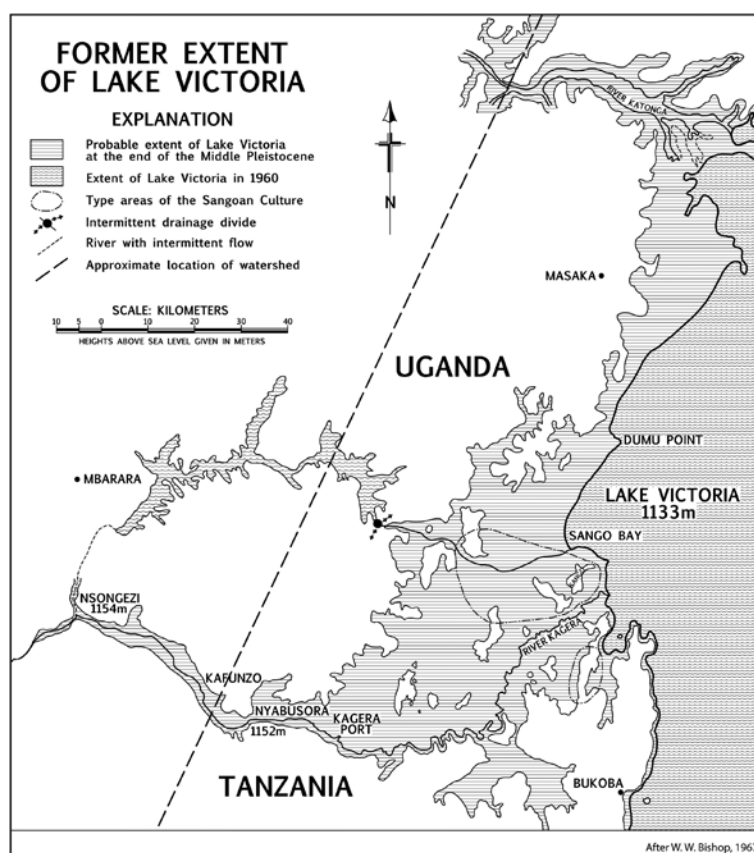 FORMER EXTENT
OF LAKE VICTORIA
EXPLANATION
Probable extent of Lake Victoria
at the end of the Middle Pleistocene
Extent of Lake Victoria in 1960
Type areas of the Sangoan Culture
Intermittent drainage divide
River with intermittent flow
Approximate location of watershed
SCALE: KILOMETERS
10 5 0 10 20 30 40
HEIGHTS ABOVE SEA LEVEL GIVEN IN METERS
N
RIVER KATONGA
MASAKA
UGANDA
DUMU POINT
MBARARA
LAKE VICTORIA
1133m
SANGO BAY
NSONGEZI
1154m
RIVER KAGERA
KAFUNZO
NYABUSORA
1152m
KAGERA
PORT
TANZANIA
BUKOBA
After W. W. Bishop,